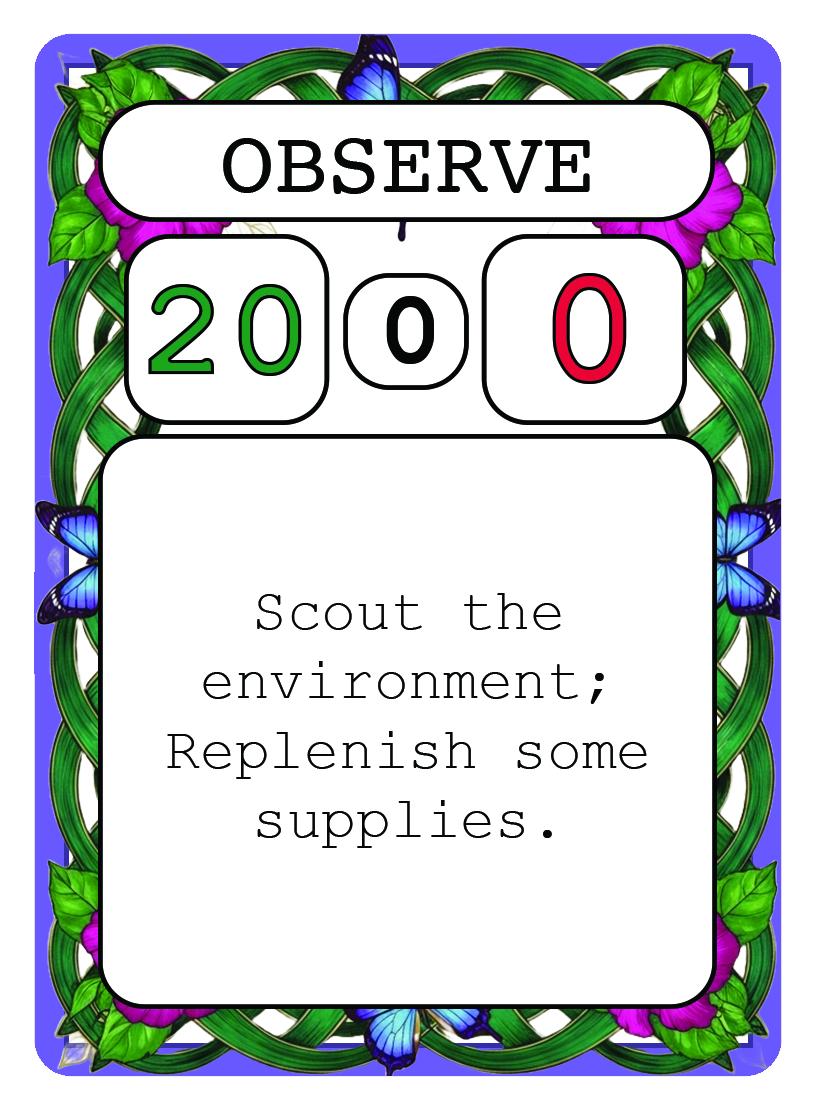 OBSERVE
20 0 0
Scout the
environment;
Replenish some
supplies.